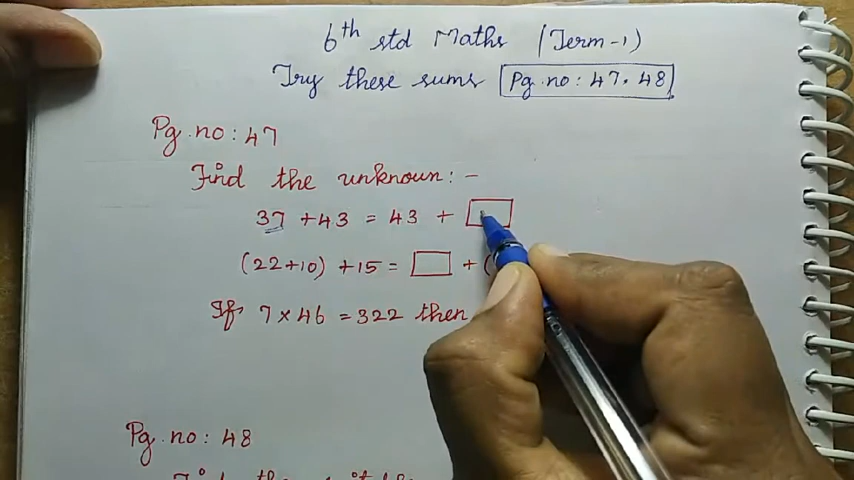 6th std Maths (Term-1)
Try these sums Pg.no: 47.48
Pg.no: 47
Find the unknown: -
37 + 43 = 43 +
(22+10) + 15 = + (
If 7 × 46 = 322 then
Pg.no: 48